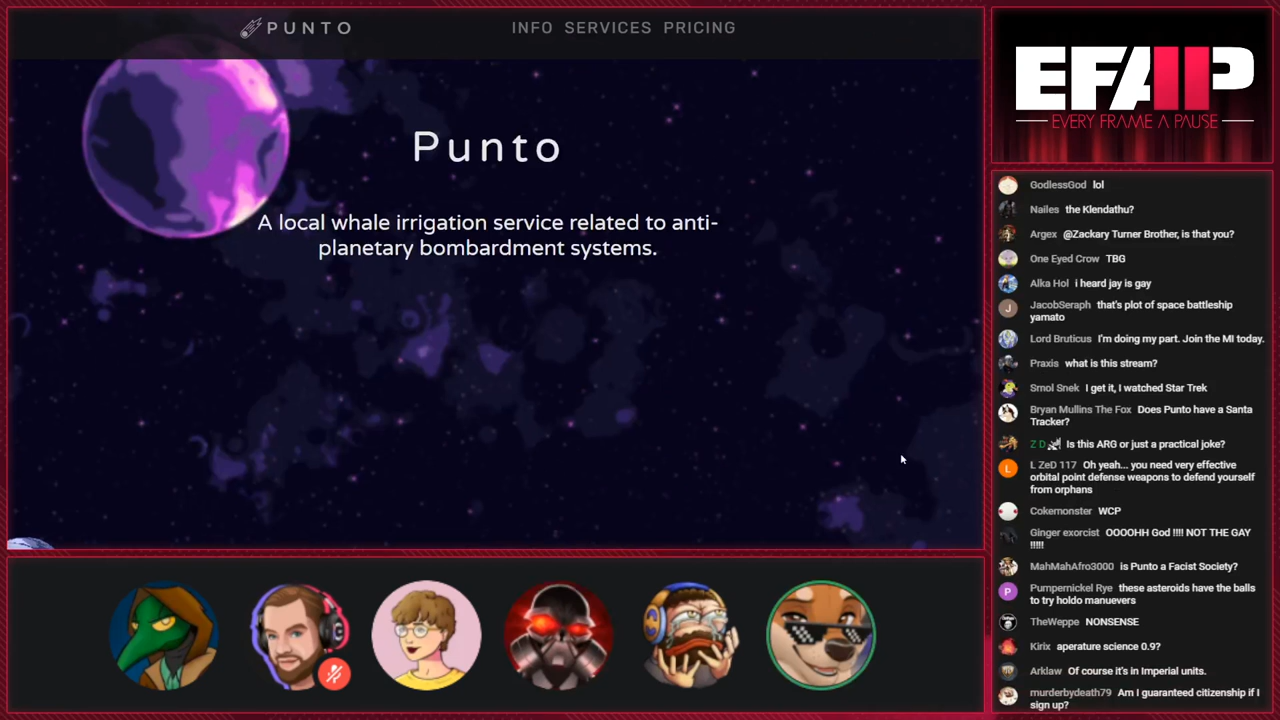 PUNTO
INFO SERVICES PRICING
Punto
A local whale irrigation service related to anti-
planetary bombardment systems.
EFAP
EVERY FRAME A PAUSE
GodlessGod lol
Nailes the Klendathu?
Argex @Zackary Turner Brother, is that you?
One Eyed Crow TBG
Alka Hol i heard jay is gay
JacobSeraph that's plot of space battleship
yamato
Lord Bruticus I'm doing my part. Join the MI today.
Praxis what is this stream?
Smol Snek I get it, I watched Star Trek
Bryan Mullins The Fox Does Punto have a Santa
Tracker?
Z D Is this ARG or just a practical joke?
L ZeD 117 Oh yeah... you need very effective
orbital point defense weapons to defend yourself
from orphans
Cokemonster WCP
Ginger exorcist OOOOHH God !!!! NOT THE GAY
!!!!!
MahMahAfro3000 is Punto a Facist Society?
Pumpernickel Rye these asteroids have the balls
to try holdo manuevers
TheWeppe NONSENSE
Kirix aperature science 0.9?
Arklaw Of course it's in Imperial units.
murderbydeath79 Am I guaranteed citizenship if I
sign up?